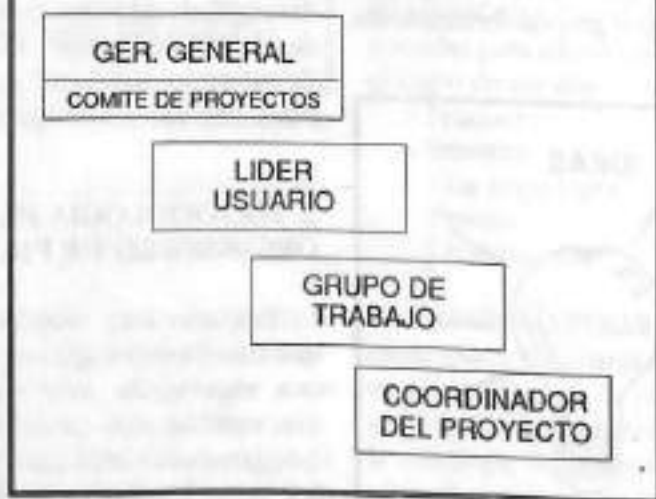 GER. GENERAL
COMITE DE PROYECTOS
LIDER
USUARIO
GRUPO DE
TRABAJO
COORDINADOR
DEL PROYECTO